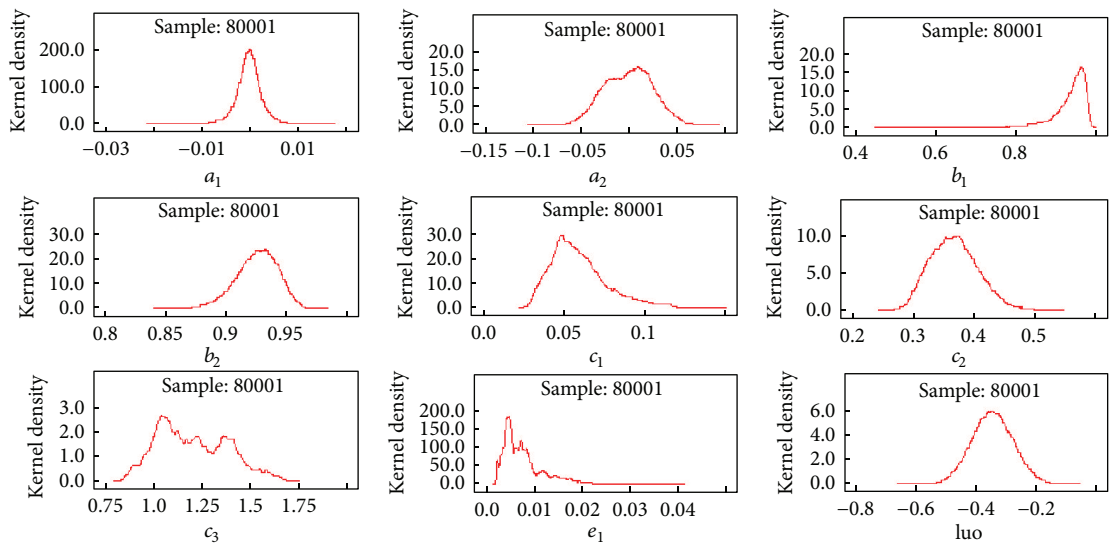 Sample: 80001
Kernel density
200.0
100.0
0.0
−0.03
−0.01
0.01
a1
Sample: 80001
Kernel density
20.0
15.0
10.0
5.0
0.0
−0.15
−0.1
−0.05
0.05
a2
Sample: 80001
Kernel density
20.0
15.0
10.0
5.0
0.0
0.4
0.6
0.8
b1
Sample: 80001
Kernel density
30.0
20.0
10.0
0.0
0.8
0.85
0.9
0.95
b2
Sample: 80001
Kernel density
30.0
20.0
10.0
0.0
0.0
0.05
0.1
c1
Sample: 80001
Kernel density
10.0
5.0
0.0
0.2
0.3
0.4
0.5
c2
Sample: 80001
Kernel density
3.0
2.0
1.0
0.0
0.75
1.0
1.25
1.5
1.75
c3
Sample: 80001
Kernel density
200.0
150.0
100.0
50.0
0.0
0.0
0.01
0.02
0.03
0.04
e1
Sample: 80001
Kernel density
6.0
4.0
2.0
0.0
−0.8
−0.6
−0.4
−0.2
luo